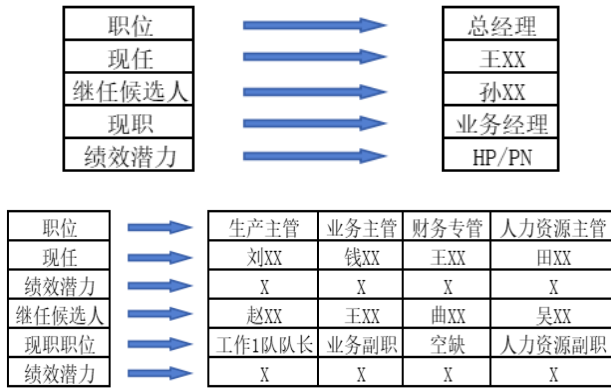 职位 总经理
现任 王XX
继任候选人 孙XX
现职 业务经理
绩效潜力 HP/PN
职位 生产主管 业务主管 财务专管 人力资源主管
现任 刘XX 钱XX 王XX 田XX
绩效潜力 X X X X
继任候选人 赵XX 王XX 曲XX 吴XX
现职职位 工作1队队长 业务副职 空缺 人力资源副职
绩效潜力 X X X X